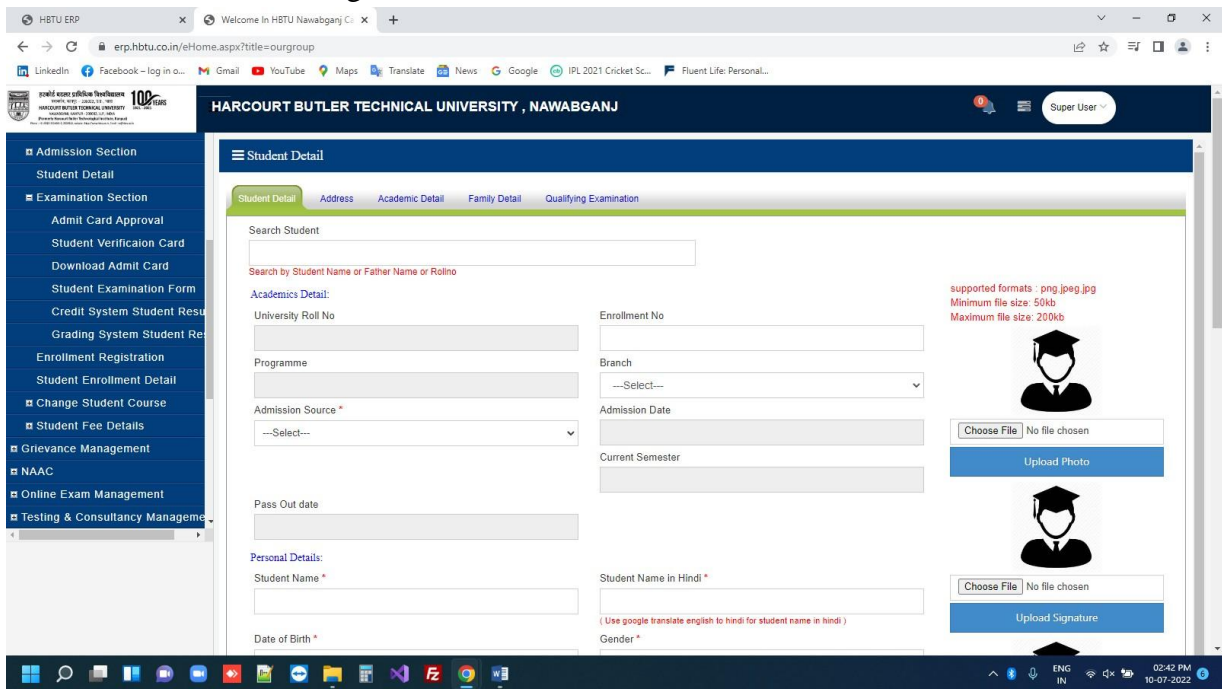 HBTU ERP
Welcome In HBTU Nawabganj Ca
erp.hbtu.co.in/eHome.aspx?title=ourgroup
LinkedIn
Facebook – log in o...
Gmail
YouTube
Maps
Translate
News
Google
IPL 2021 Cricket Sc...
Fluent Life: Personal...
100 YEARS
HARCOURT BUTLER TECHNICAL UNIVERSITY , NAWABGANJ
0
Super User
Admission Section
Student Detail
Examination Section
Admit Card Approval
Student Verificaion Card
Download Admit Card
Student Examination Form
Credit System Student Resu
Grading System Student Re
Enrollment Registration
Student Enrollment Detail
Change Student Course
Student Fee Details
Grievance Management
NAAC
Online Exam Management
Testing & Consultancy Manageme
Student Detail
Student Detail
Address
Academic Detail
Family Detail
Qualifying Examination
Search Student
Search by Student Name or Father Name or Rollno
Academics Detail:
University Roll No
Enrollment No
Programme
Branch
---Select---
Admission Source *
Admission Date
---Select---
Current Semester
Pass Out date
Personal Details:
Student Name *
Student Name in Hindi *
( Use google translate english to hindi for student name in hindi )
Date of Birth *
Gender *
supported formats : png,jpeg,jpg
Minimum file size: 50kb
Maximum file size: 200kb
Choose File No file chosen
Upload Photo
Choose File No file chosen
Upload Signature
ENG
IN
02:42 PM
10-07-2022
6